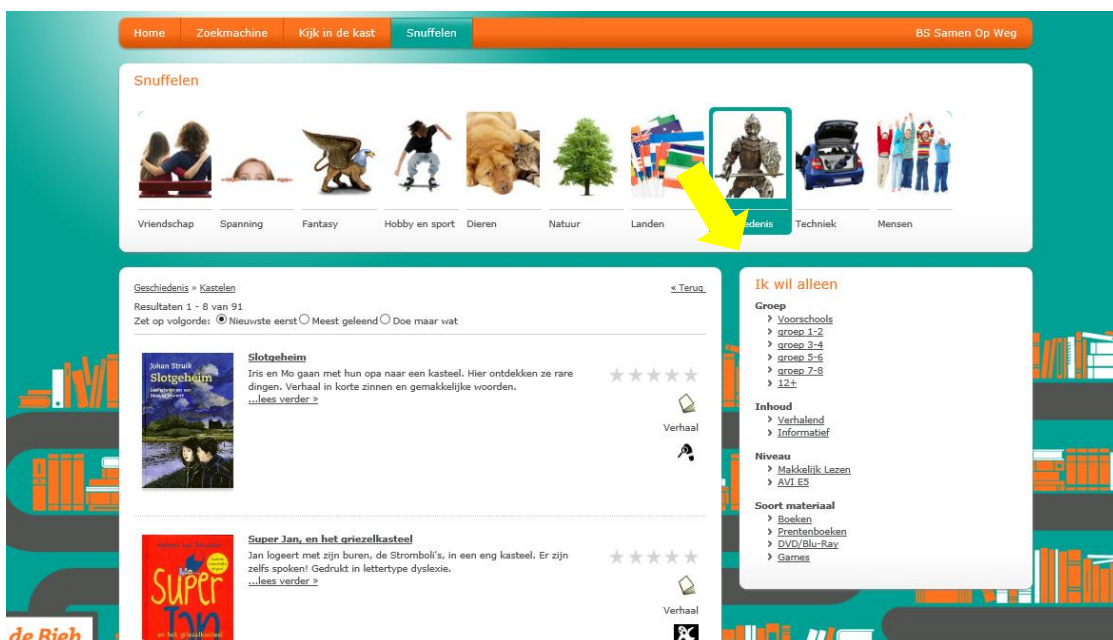 Home Zoekmachine Kijk in de kast Snuffelen BS Samen Op Weg
Snuffelen
Vriendschap Spanning Fantasy Hobby en sport Dieren Natuur Landen edenis Techniek Mensen
Geschiedenis » Kastelen « Terug
Resultaten 1 - 8 van 91
Zet op volgorde: Nieuwste eerst Meest geleend Doe maar wat
Johan Struik
Slotgeheim
Slotgeheim
Iris en Mo gaan met hun opa naar een kasteel. Hier ontdekken ze rare
dingen. Verhaal in korte zinnen en gemakkelijke woorden.
...lees verder »
Verhaal
Super
Jan
en het griezelkasteel
Super Jan, en het griezelkasteel
Jan logeert met zijn buren, de Stromboli's, in een eng kasteel. Er zijn
zelfs spoken! Gedrukt in lettertype dyslexie.
...lees verder »
Verhaal
Ik wil alleen
Groep
Voorschools
groep 1-2
groep 3-4
groep 5-6
groep 7-8
12+
Inhoud
Verhalend
Informatief
Niveau
Makkelijk Lezen
AVI E5
Soort materiaal
Boeken
Prentenboeken
DVD/Blu-Ray
Games
de Bieb